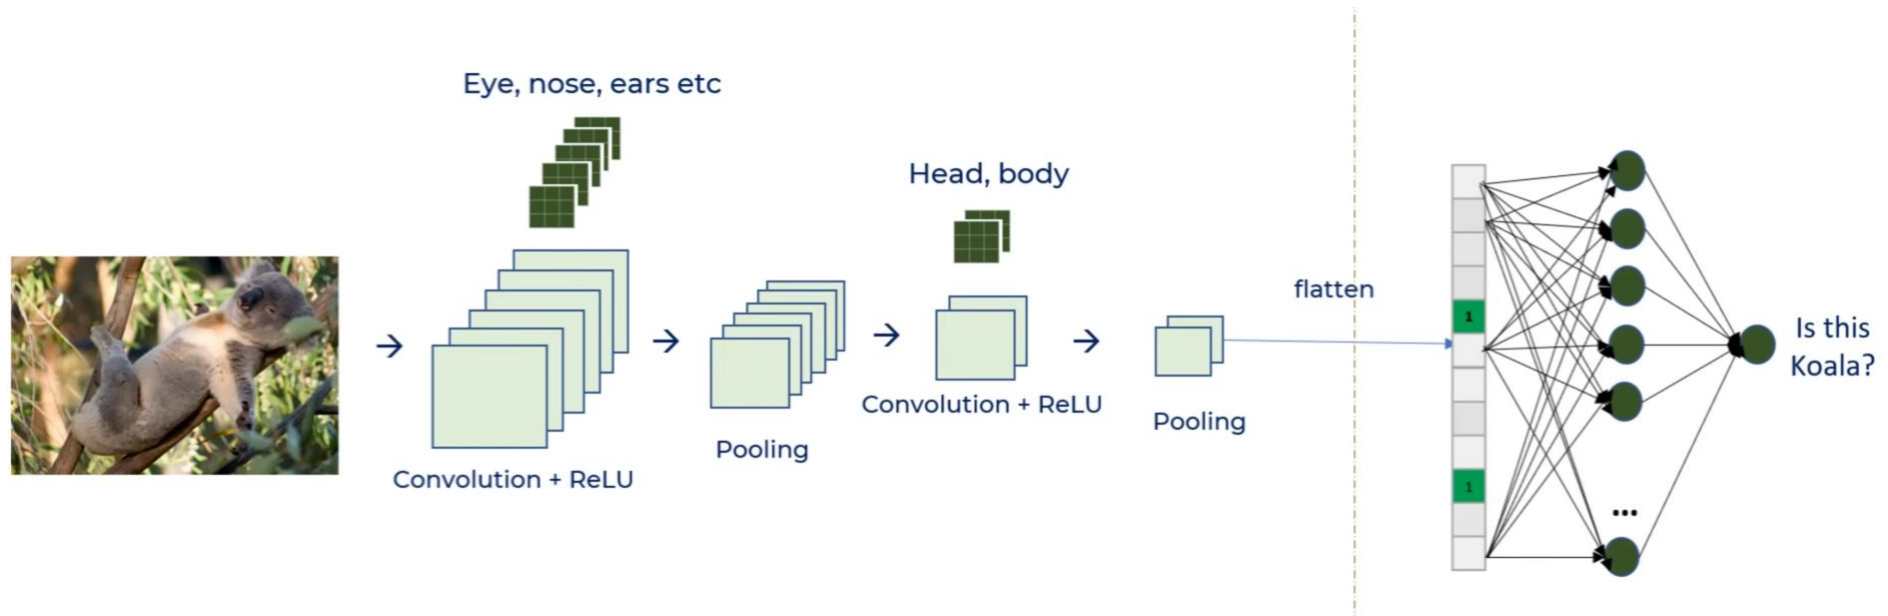 Eye, nose, ears etc
Head, body
flatten
1
1
...
Is this
Koala?
Convolution + ReLU
Pooling
Convolution + ReLU
Pooling